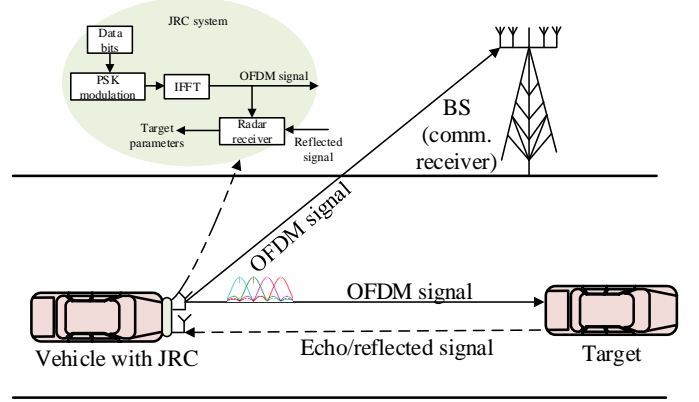 JRC system
Data
bits
PSK
modulation
IFFT
OFDM signal
Radar
receiver
Target
parameters
Reflected
signal
BS
(comm.
receiver)
OFDM signal
OFDM signal
Echo/reflected signal
Vehicle with JRC
Target